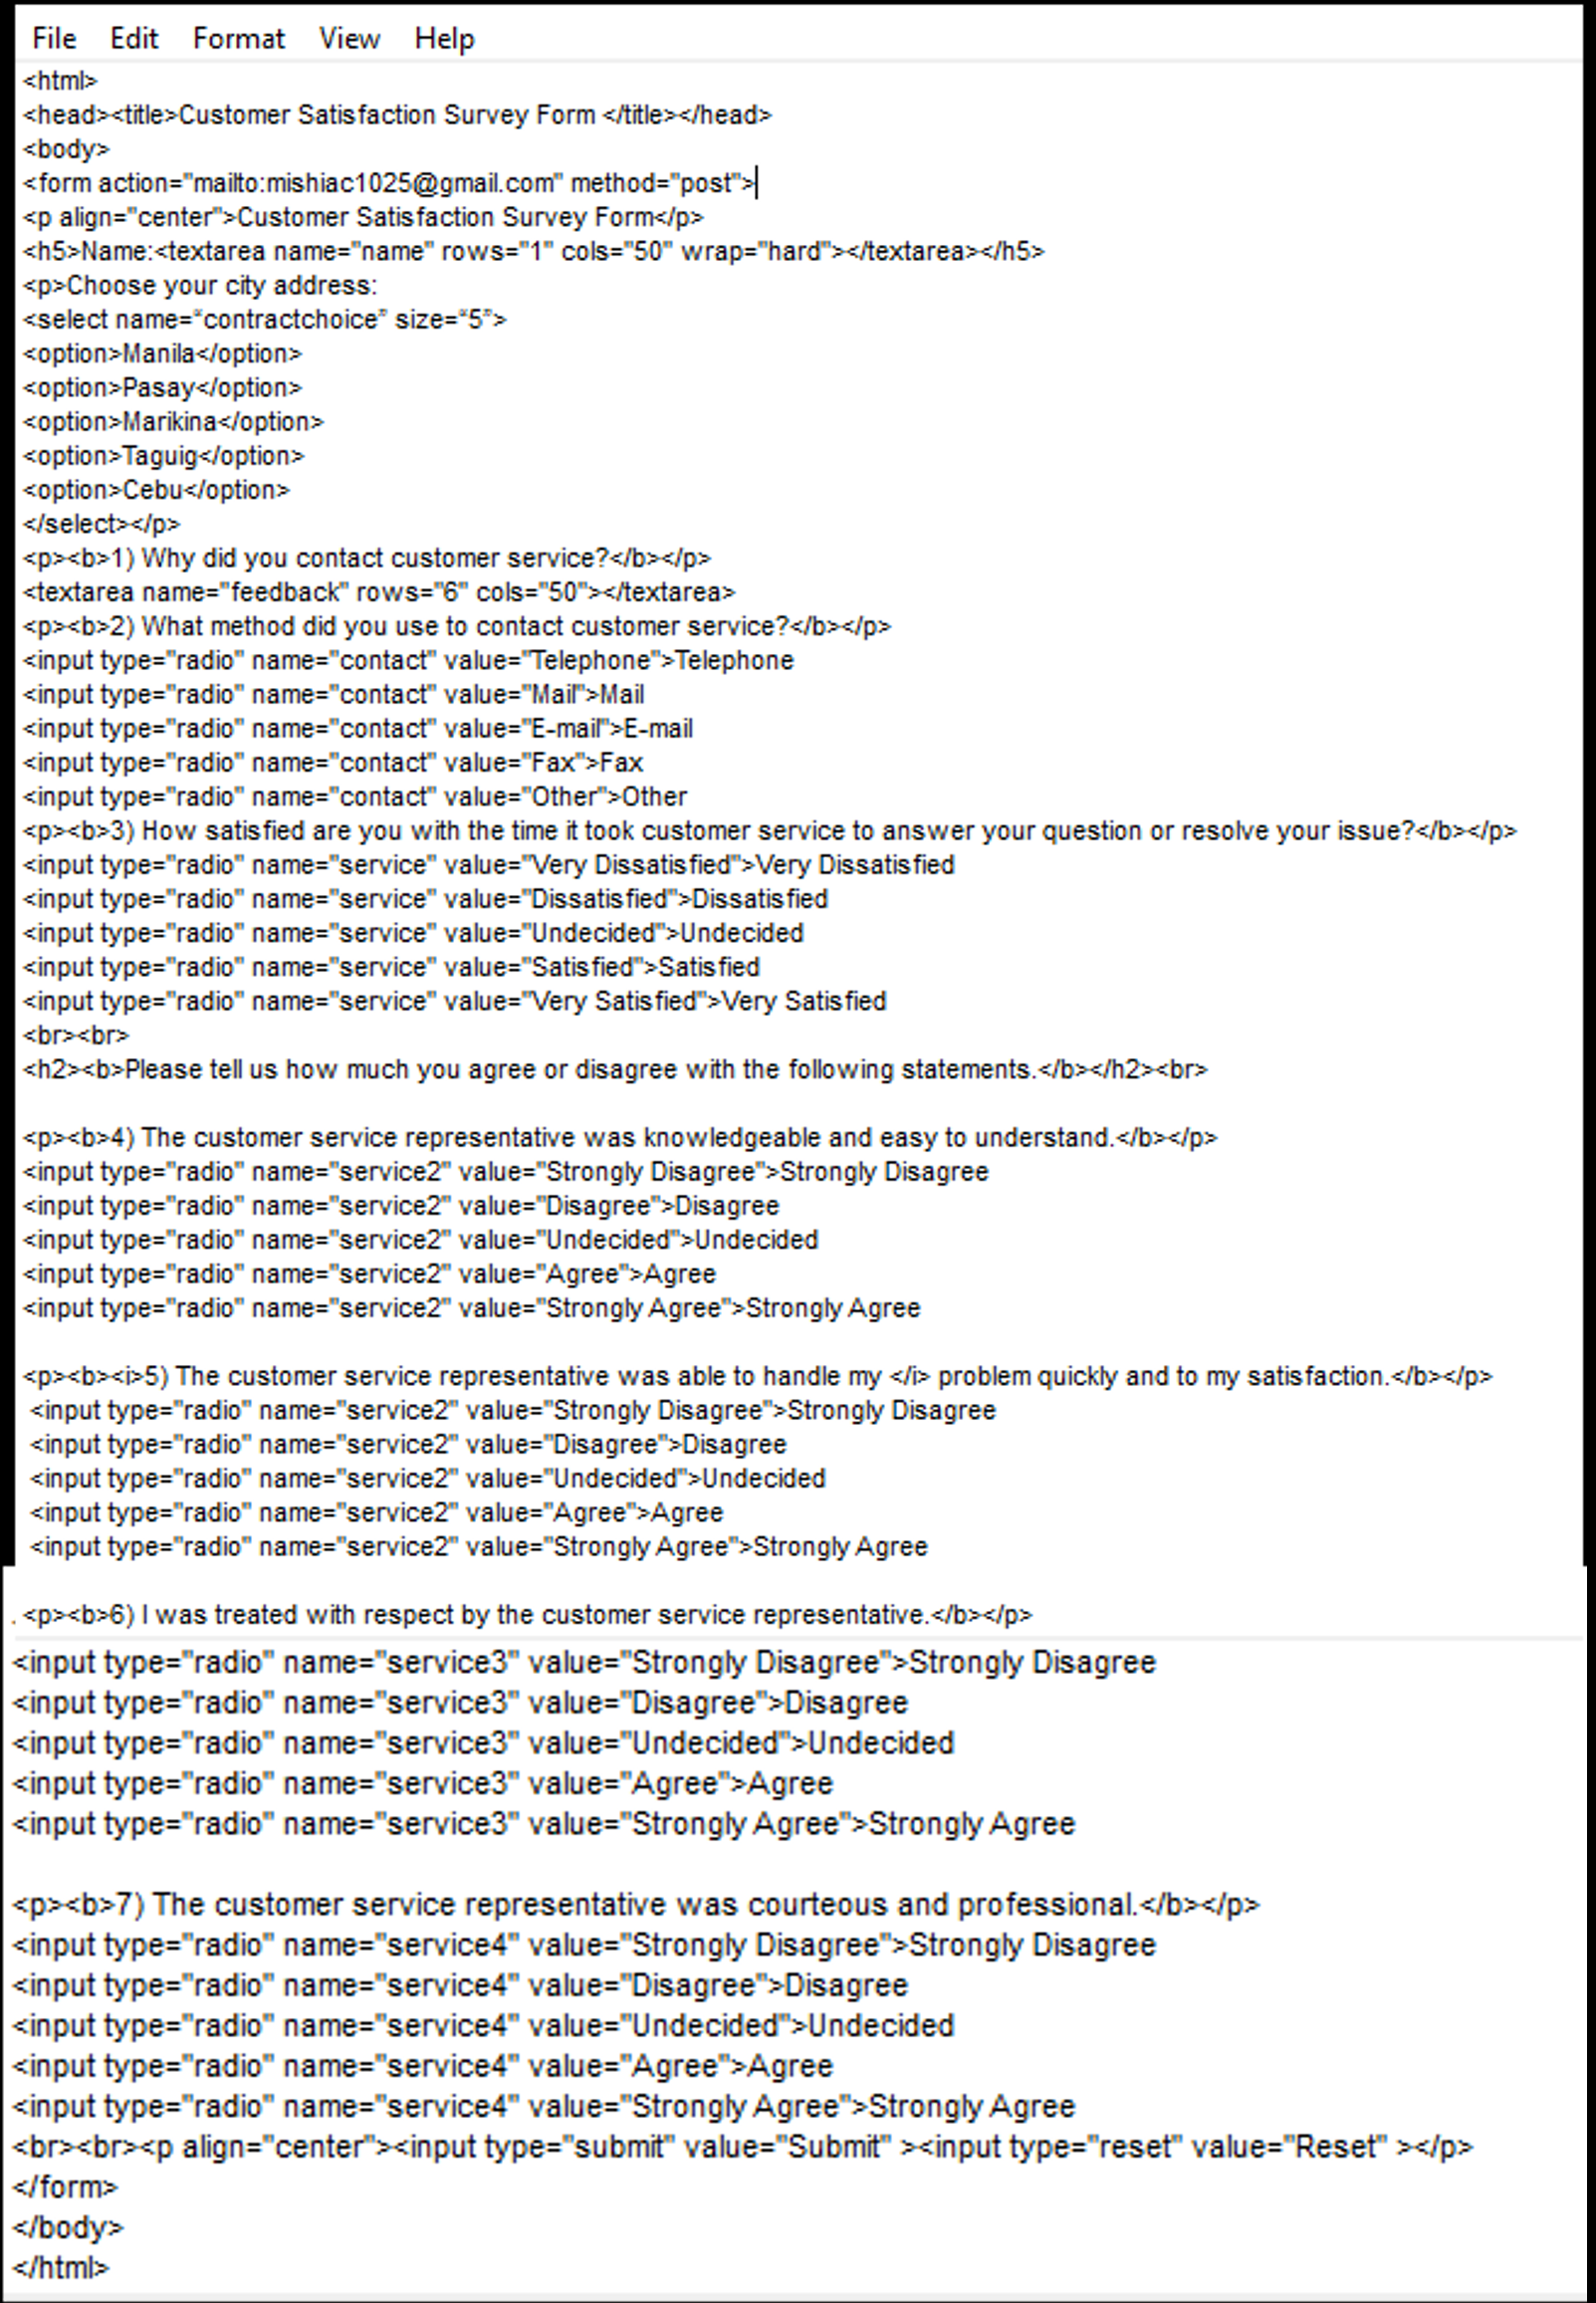 File Edit Format View Help
<html>
<head><title>Customer Satisfaction Survey Form </title></head>
<body>
<form action="mailto:mishiac1025@gmail.com" method="post">
<p align="center">Customer Satisfaction Survey Form</p>
<h5>Name:<textarea name="name" rows="1" cols="50" wrap="hard"></textarea></h5>
<p>Choose your city address:
<select name=“contractchoice” size=“5”>
<option>Manila</option>
<option>Pasay</option>
<option>Marikina</option>
<option>Taguig</option>
<option>Cebu</option>
</select></p>
<p><b>1) Why did you contact customer service?</b></p>
<textarea name="feedback" rows="6" cols="50"></textarea>
<p><b>2) What method did you use to contact customer service?</b></p>
<input type="radio" name="contact" value="Telephone">Telephone
<input type="radio" name="contact" value="Mail">Mail
<input type="radio" name="contact" value="E-mail">E-mail
<input type="radio" name="contact" value="Fax">Fax
<input type="radio" name="contact" value="Other">Other
<p><b>3) How satisfied are you with the time it took customer service to answer your question or resolve your issue?</b></p>
<input type="radio" name="service" value="Very Dissatisfied">Very Dissatisfied
<input type="radio" name="service" value="Dissatisfied">Dissatisfied
<input type="radio" name="service" value="Undecided">Undecided
<input type="radio" name="service" value="Satisfied">Satisfied
<input type="radio" name="service" value="Very Satisfied">Very Satisfied
<br><br>
<h2><b>Please tell us how much you agree or disagree with the following statements.</b></h2><br>
<p><b>4) The customer service representative was knowledgeable and easy to understand.</b></p>
<input type="radio" name="service2" value="Strongly Disagree">Strongly Disagree
<input type="radio" name="service2" value="Disagree">Disagree
<input type="radio" name="service2" value="Undecided">Undecided
<input type="radio" name="service2" value="Agree">Agree
<input type="radio" name="service2" value="Strongly Agree">Strongly Agree
<p><b><i>5) The customer service representative was able to handle my </i> problem quickly and to my satisfaction.</b></p>
<input type="radio" name="service2" value="Strongly Disagree">Strongly Disagree
<input type="radio" name="service2" value="Disagree">Disagree
<input type="radio" name="service2" value="Undecided">Undecided
<input type="radio" name="service2" value="Agree">Agree
<input type="radio" name="service2" value="Strongly Agree">Strongly Agree
. <p><b>6) I was treated with respect by the customer service representative.</b></p>
<input type="radio" name="service3" value="Strongly Disagree">Strongly Disagree
<input type="radio" name="service3" value="Disagree">Disagree
<input type="radio" name="service3" value="Undecided">Undecided
<input type="radio" name="service3" value="Agree">Agree
<input type="radio" name="service3" value="Strongly Agree">Strongly Agree
<p><b>7) The customer service representative was courteous and professional.</b></p>
<input type="radio" name="service4" value="Strongly Disagree">Strongly Disagree
<input type="radio" name="service4" value="Disagree">Disagree
<input type="radio" name="service4" value="Undecided">Undecided
<input type="radio" name="service4" value="Agree">Agree
<input type="radio" name="service4" value="Strongly Agree">Strongly Agree
<br><br><p align="center"><input type="submit" value="Submit" ><input type="reset" value="Reset" ></p>
</form>
</body>
</html>